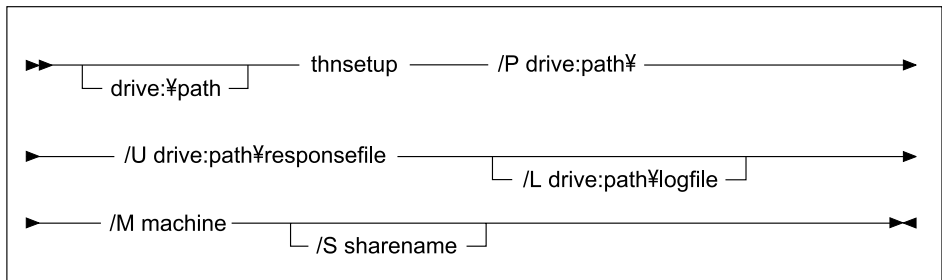 thnsetup /P drive:path¥
drive:¥path
/U drive:path¥responsefile
/L drive:path¥logfile
/M machine
/S sharename